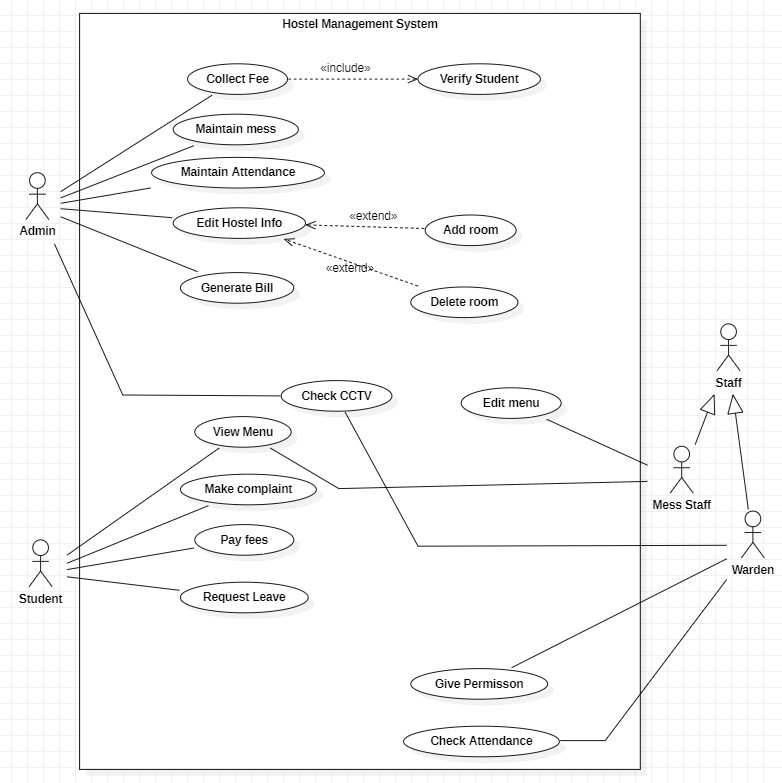 Hostel Management System
Collect Fee
«include»
Verify Student
Maintain mess
Maintain Attendance
Admin
Edit Hostel Info
«extend»
Add room
«extend»
Generate Bill
Delete room
Staff
Check CCTV
Edit menu
View Menu
Make complaint
Mess Staff
Pay fees
Warden
Student
Request Leave
Give Permisson
Check Attendance